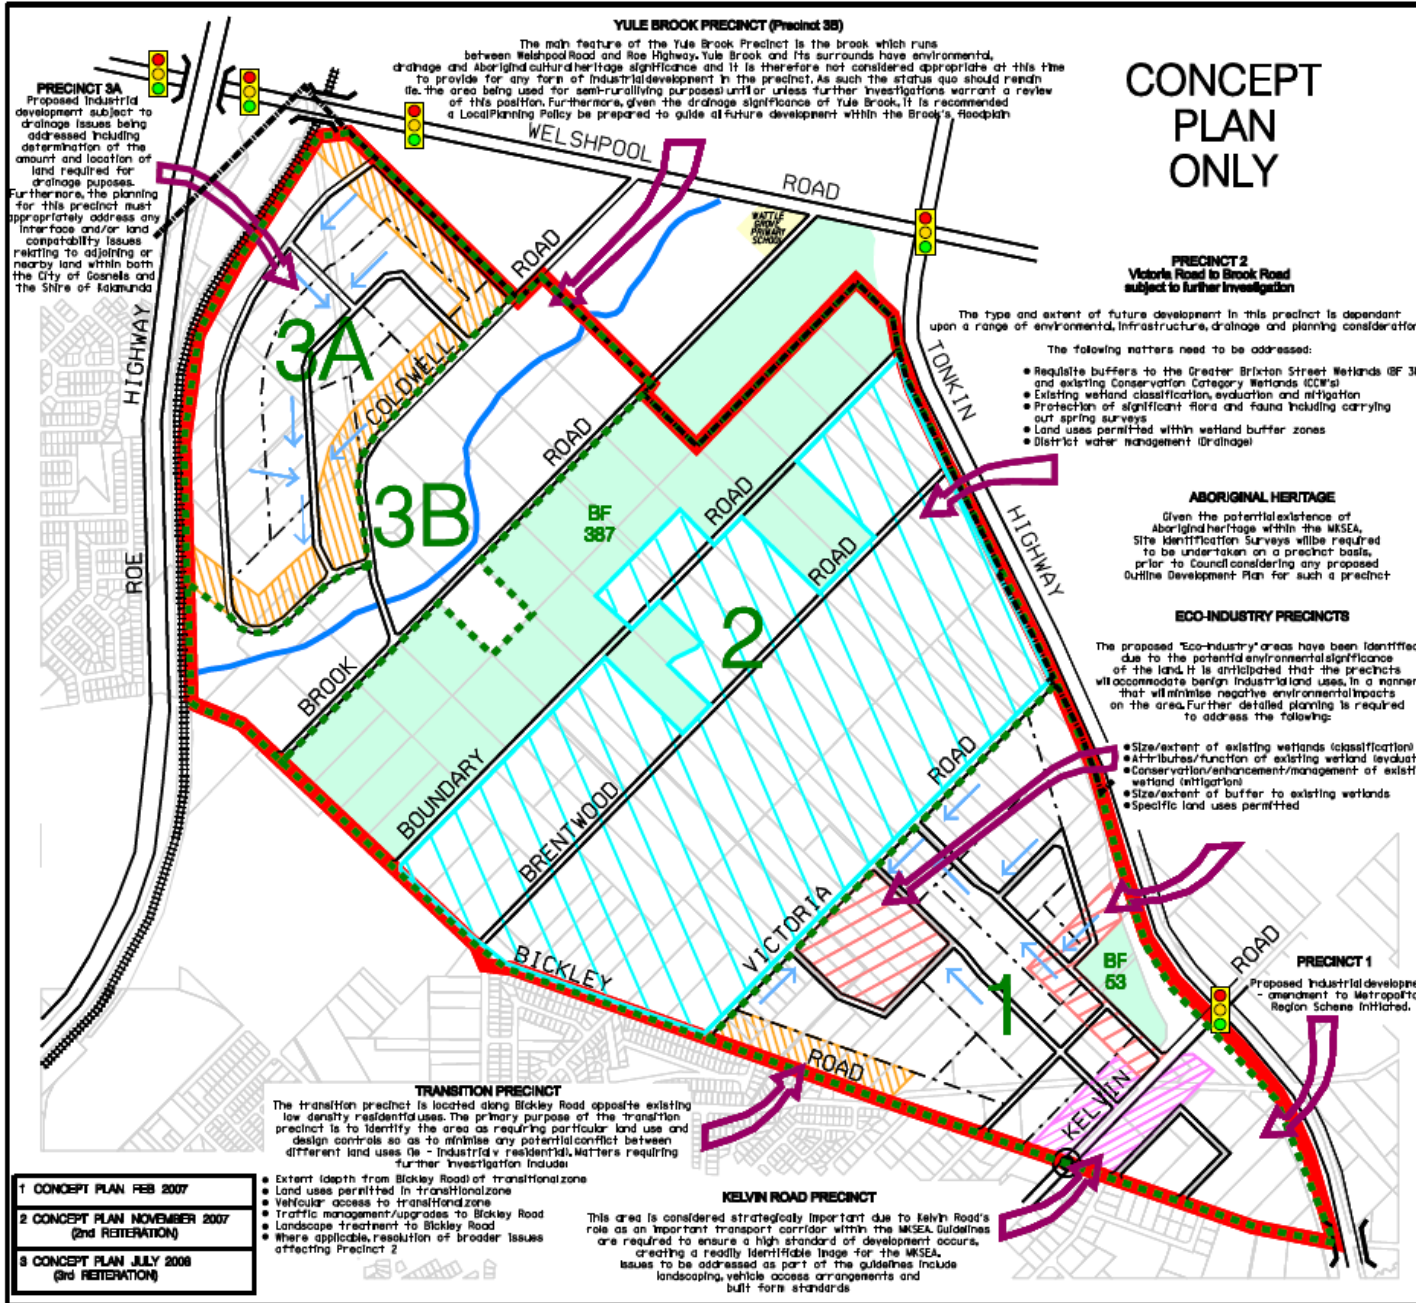 YULE BROOK PRECINCT (Precinct 3B)
The main feature of the Yule Brook Precinct is the brook which runs
between Welshpool Road and Roe Highway. Yule Brook and its surrounds have environmental,
drainage and Aboriginal cultural heritage significance and it is therefore not considered appropriate at this time
to provide for any form of industrial development in the precinct. As such the status quo should remain
(ie. the area being used for semi-rural living purposes) until or unless further investigations warrant a review
of this position. Furthermore, given the drainage significance of Yule Brook, it is recommended
a Local Planning Policy be prepared to guide all future development within the Brook's floodplain
CONCEPT
PLAN
ONLY
PRECINCT 3A
Proposed industrial
development subject to
drainage issues being
addressed including
determination of the
amount and location of
land required for
drainage puposes.
Furthermore, the planning
for this precinct must
appropriately address any
interface and/or land
compatability issues
relating to adjoining or
nearby land within both
the City of Gosnells and
the Shire of Kalamunda
WELSHPOOL
ROAD
WATTLE
GROVE
PRIMARY
SCHOOL
ROAD
HIGHWAY
ROE
3A
COLDWELL
3B
ROAD
BF
387
ROAD
ROAD
2
BROOK
BOUNDARY
BRENTWOOD
BICKLEY
VICTORIA
ROAD
TONKIN
HIGHWAY
ROAD
1
BF
53
ROAD
KELVIN
PRECINCT 2
Victoria Road to Brook Road
subject to further investigation
The type and extent of future development in this precinct is dependant
upon a range of environmental, infrastructure, drainage and planning consideration
The following matters need to be addressed:
• Requisite buffers to the Greater Brixton Street Wetlands (BF 38
and existing Conservation Category Wetlands (CCW's)
• Existing wetland classification, evaluation and mitigation
• Protection of significant flora and fauna including carrying
out spring surveys
• Land uses permitted within wetland buffer zones
• District water management (Drainage)
ABORIGINAL HERITAGE
Given the potential existence of
Aboriginal heritage within the MKSEA,
Site Identification Surveys will be required
to be undertaken on a precinct basis,
prior to Council considering any proposed
Outline Development Plan for such a precinct
ECO-INDUSTRY PRECINCTS
The proposed "Eco-Industry" areas have been identified
due to the potential environmental significance
of the land. It is anticipated that the precincts
will accommodate benign industrial land uses, in a manner
that will minimise negative environmental impacts
on the area. Further detailed planning is required
to address the following:
• Size/extent of existing wetlands (classification)
• Attributes/function of existing wetland (evaluat
• Conservation/enhancement/management of existi
wetland (mitigation)
• Size/extent of buffer to existing wetlands
• Specific land uses permitted
PRECINCT 1
Proposed industrial developme
- amendment to Metropolita
Region Scheme initiated.
TRANSITION PRECINCT
The transition precinct is located along Bickley Road opposite existing
low density residential uses. The primary purpose of the transition
precinct is to identify the area as requiring particular land use and
design controls so as to minimise any potential conflict between
different land uses (ie - industrial v residential). Matters requiring
further investigation include:
• Extent (depth from Bickley Road) of transitional zone
• Land uses permitted in transitional zone
• Vehicular access to transitional zone
• Traffic management/upgrades to Bickley Road
• Landscape treatment to Bickley Road
• Where applicable, resolution of broader issues
affecting Precinct 2
KELVIN ROAD PRECINCT
This area is considered strategically important due to Kelvin Road's
role as an important transport corridor within the MKSEA. Guidelines
are required to ensure a high standard of development occurs,
creating a readily identifiable image for the MKSEA.
Issues to be addressed as part of the guidelines include
landscaping, vehicle access arrangements and
built form standards
1 CONCEPT PLAN FEB 2007
2 CONCEPT PLAN NOVEMBER 2007
(2nd REITERATION)
3 CONCEPT PLAN JULY 2008
(3rd REITERATION)